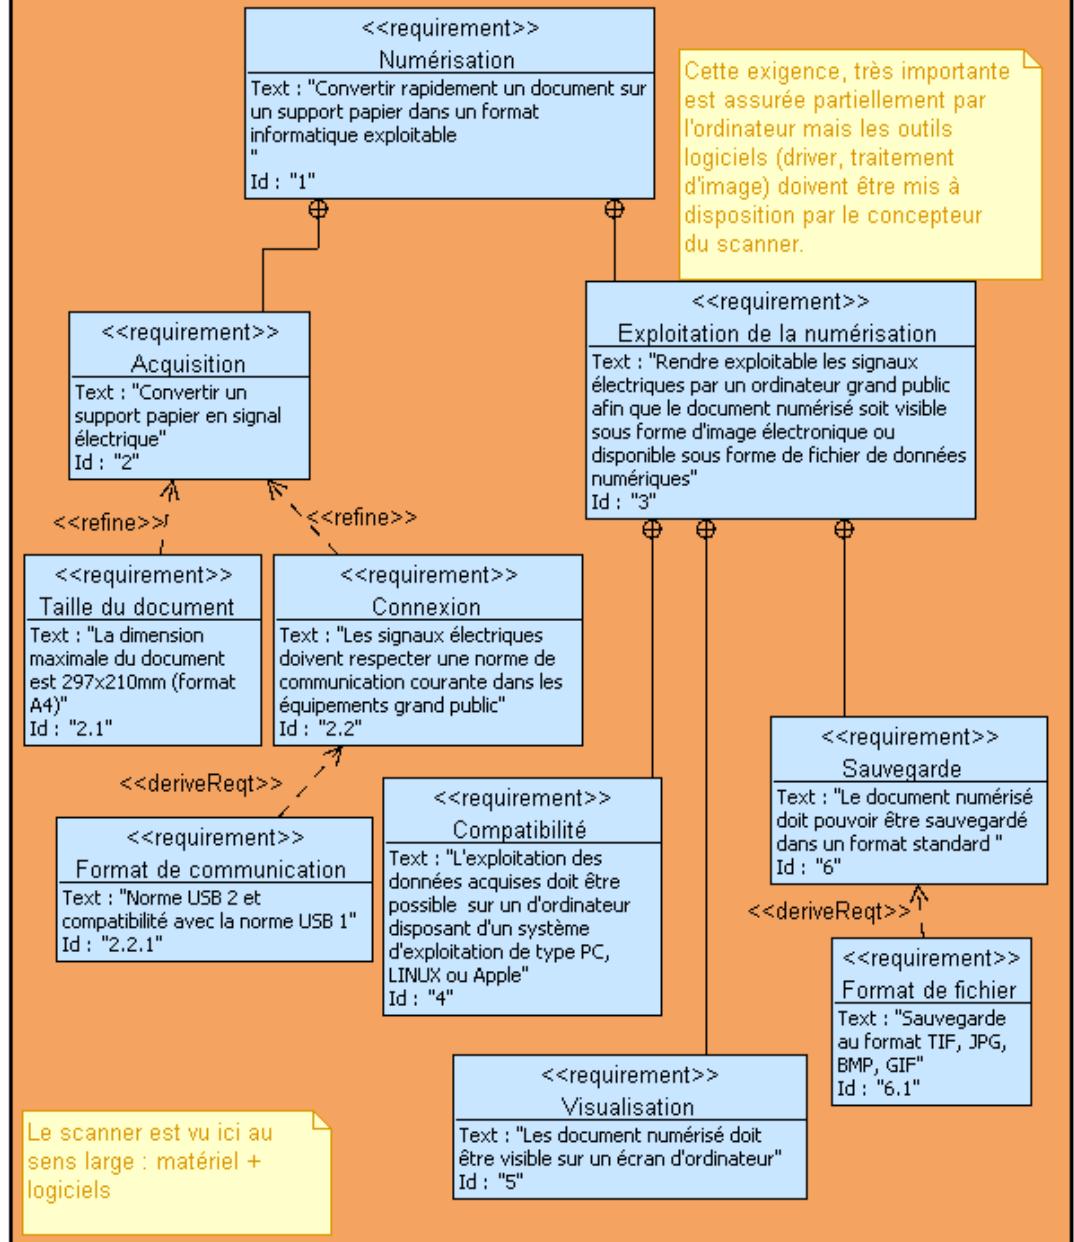 <<requirement>>
Numérisation
Text : "Convertir rapidement un document sur
un support papier dans un format
informatique exploitable
"
Id : "1"
Cette exigence, très importante
est assurée partiellement par
l'ordinateur mais les outils
logiciels (driver, traitement
d'image) doivent être mis à
disposition par le concepteur
du scanner.
<<requirement>>
Acquisition
Text : "Convertir un
support papier en signal
électrique"
Id : "2"
<<requirement>>
Exploitation de la numérisation
Text : "Rendre exploitable les signaux
électriques par un ordinateur grand public
afin que le document numérisé soit visible
sous forme d'image électronique ou
disponible sous forme de fichier de données
numériques"
Id : "3"
<<refine>>
<<refine>>
<<requirement>>
Taille du document
Text : "La dimension
maximale du document
est 297x210mm (format
A4)"
Id : "2.1"
<<requirement>>
Connexion
Text : "Les signaux électriques
doivent respecter une norme de
communication courante dans les
équipements grand public"
Id : "2.2"
<<deriveReqt>>
<<requirement>>
Format de communication
Text : "Norme USB 2 et
compatibilité avec la norme USB 1"
Id : "2.2.1"
<<requirement>>
Compatibilité
Text : "L'exploitation des
données acquises doit être
possible  sur un d'ordinateur
disposant d'un système
d'exploitation de type PC,
LINUX ou Apple"
Id : "4"
<<requirement>>
Sauvegarde
Text : "Le document numérisé
doit pouvoir être sauvegardé
dans un format standard "
Id : "6"
<<deriveReqt>>
<<requirement>>
Format de fichier
Text : "Sauvegarde
au format TIF, JPG,
BMP, GIF"
Id : "6.1"
<<requirement>>
Visualisation
Text : "Les document numérisé doit
être visible sur un écran d'ordinateur"
Id : "5"
Le scanner est vu ici au
sens large : matériel +
logiciels